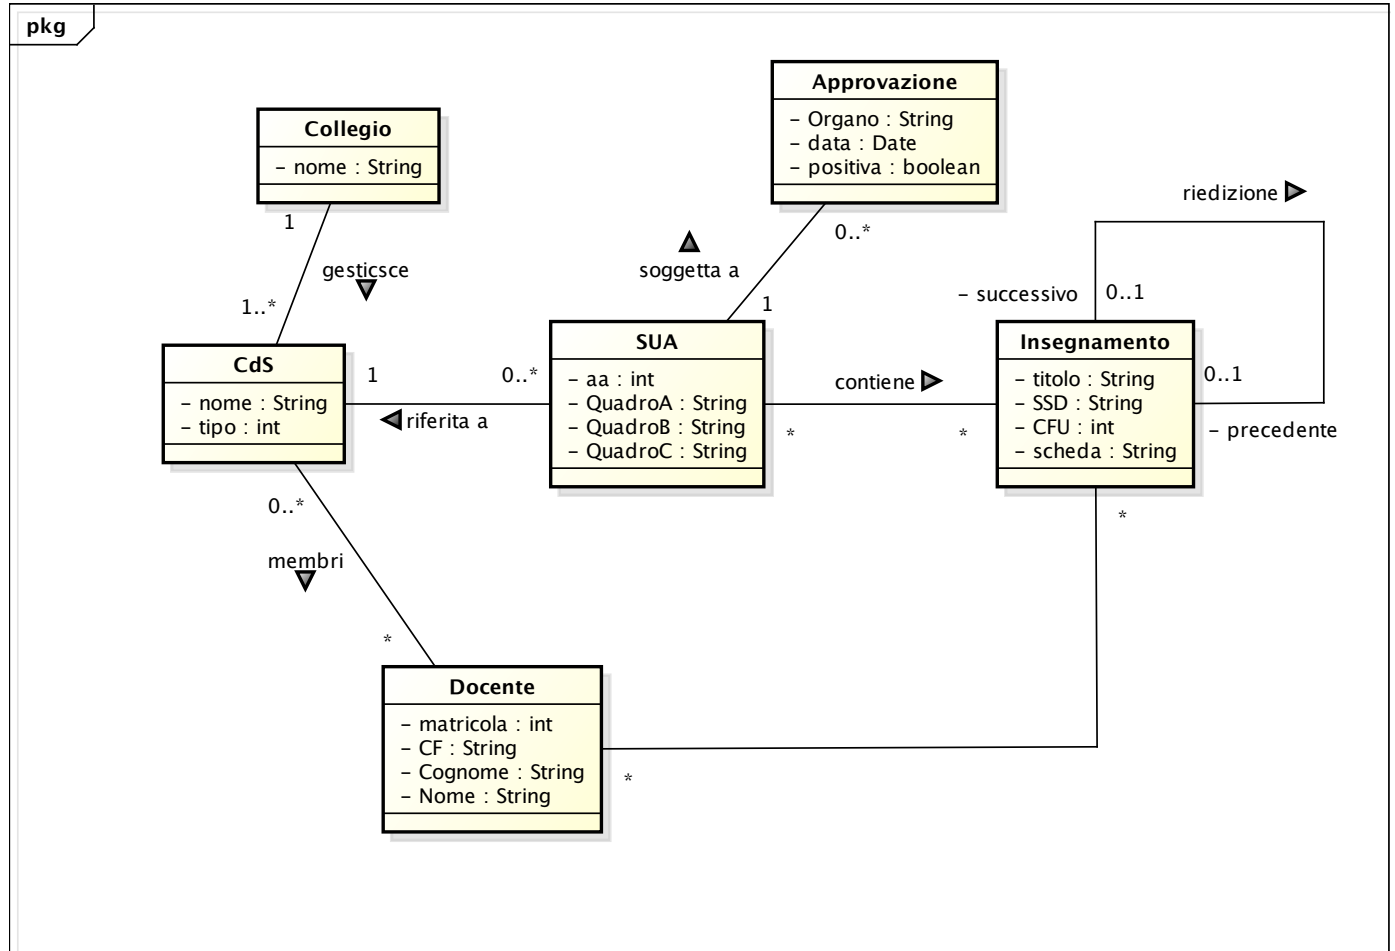 pkg
Approvazione
– Organo : String
– data : Date
– positiva : boolean
Collegio
– nome : String
1
gesticsce
1..*
0..*
soggetta a
1
riedizione
– successivo
0..1
CdS
– nome : String
– tipo : int
1
riferita a
0..*
SUA
– aa : int
– QuadroA : String
– QuadroB : String
– QuadroC : String
contiene
*
*
Insegnamento
– titolo : String
– SSD : String
– CFU : int
– scheda : String
0..1
– precedente
0..*
membri
*
*
Docente
– matricola : int
– CF : String
– Cognome : String
– Nome : String
*